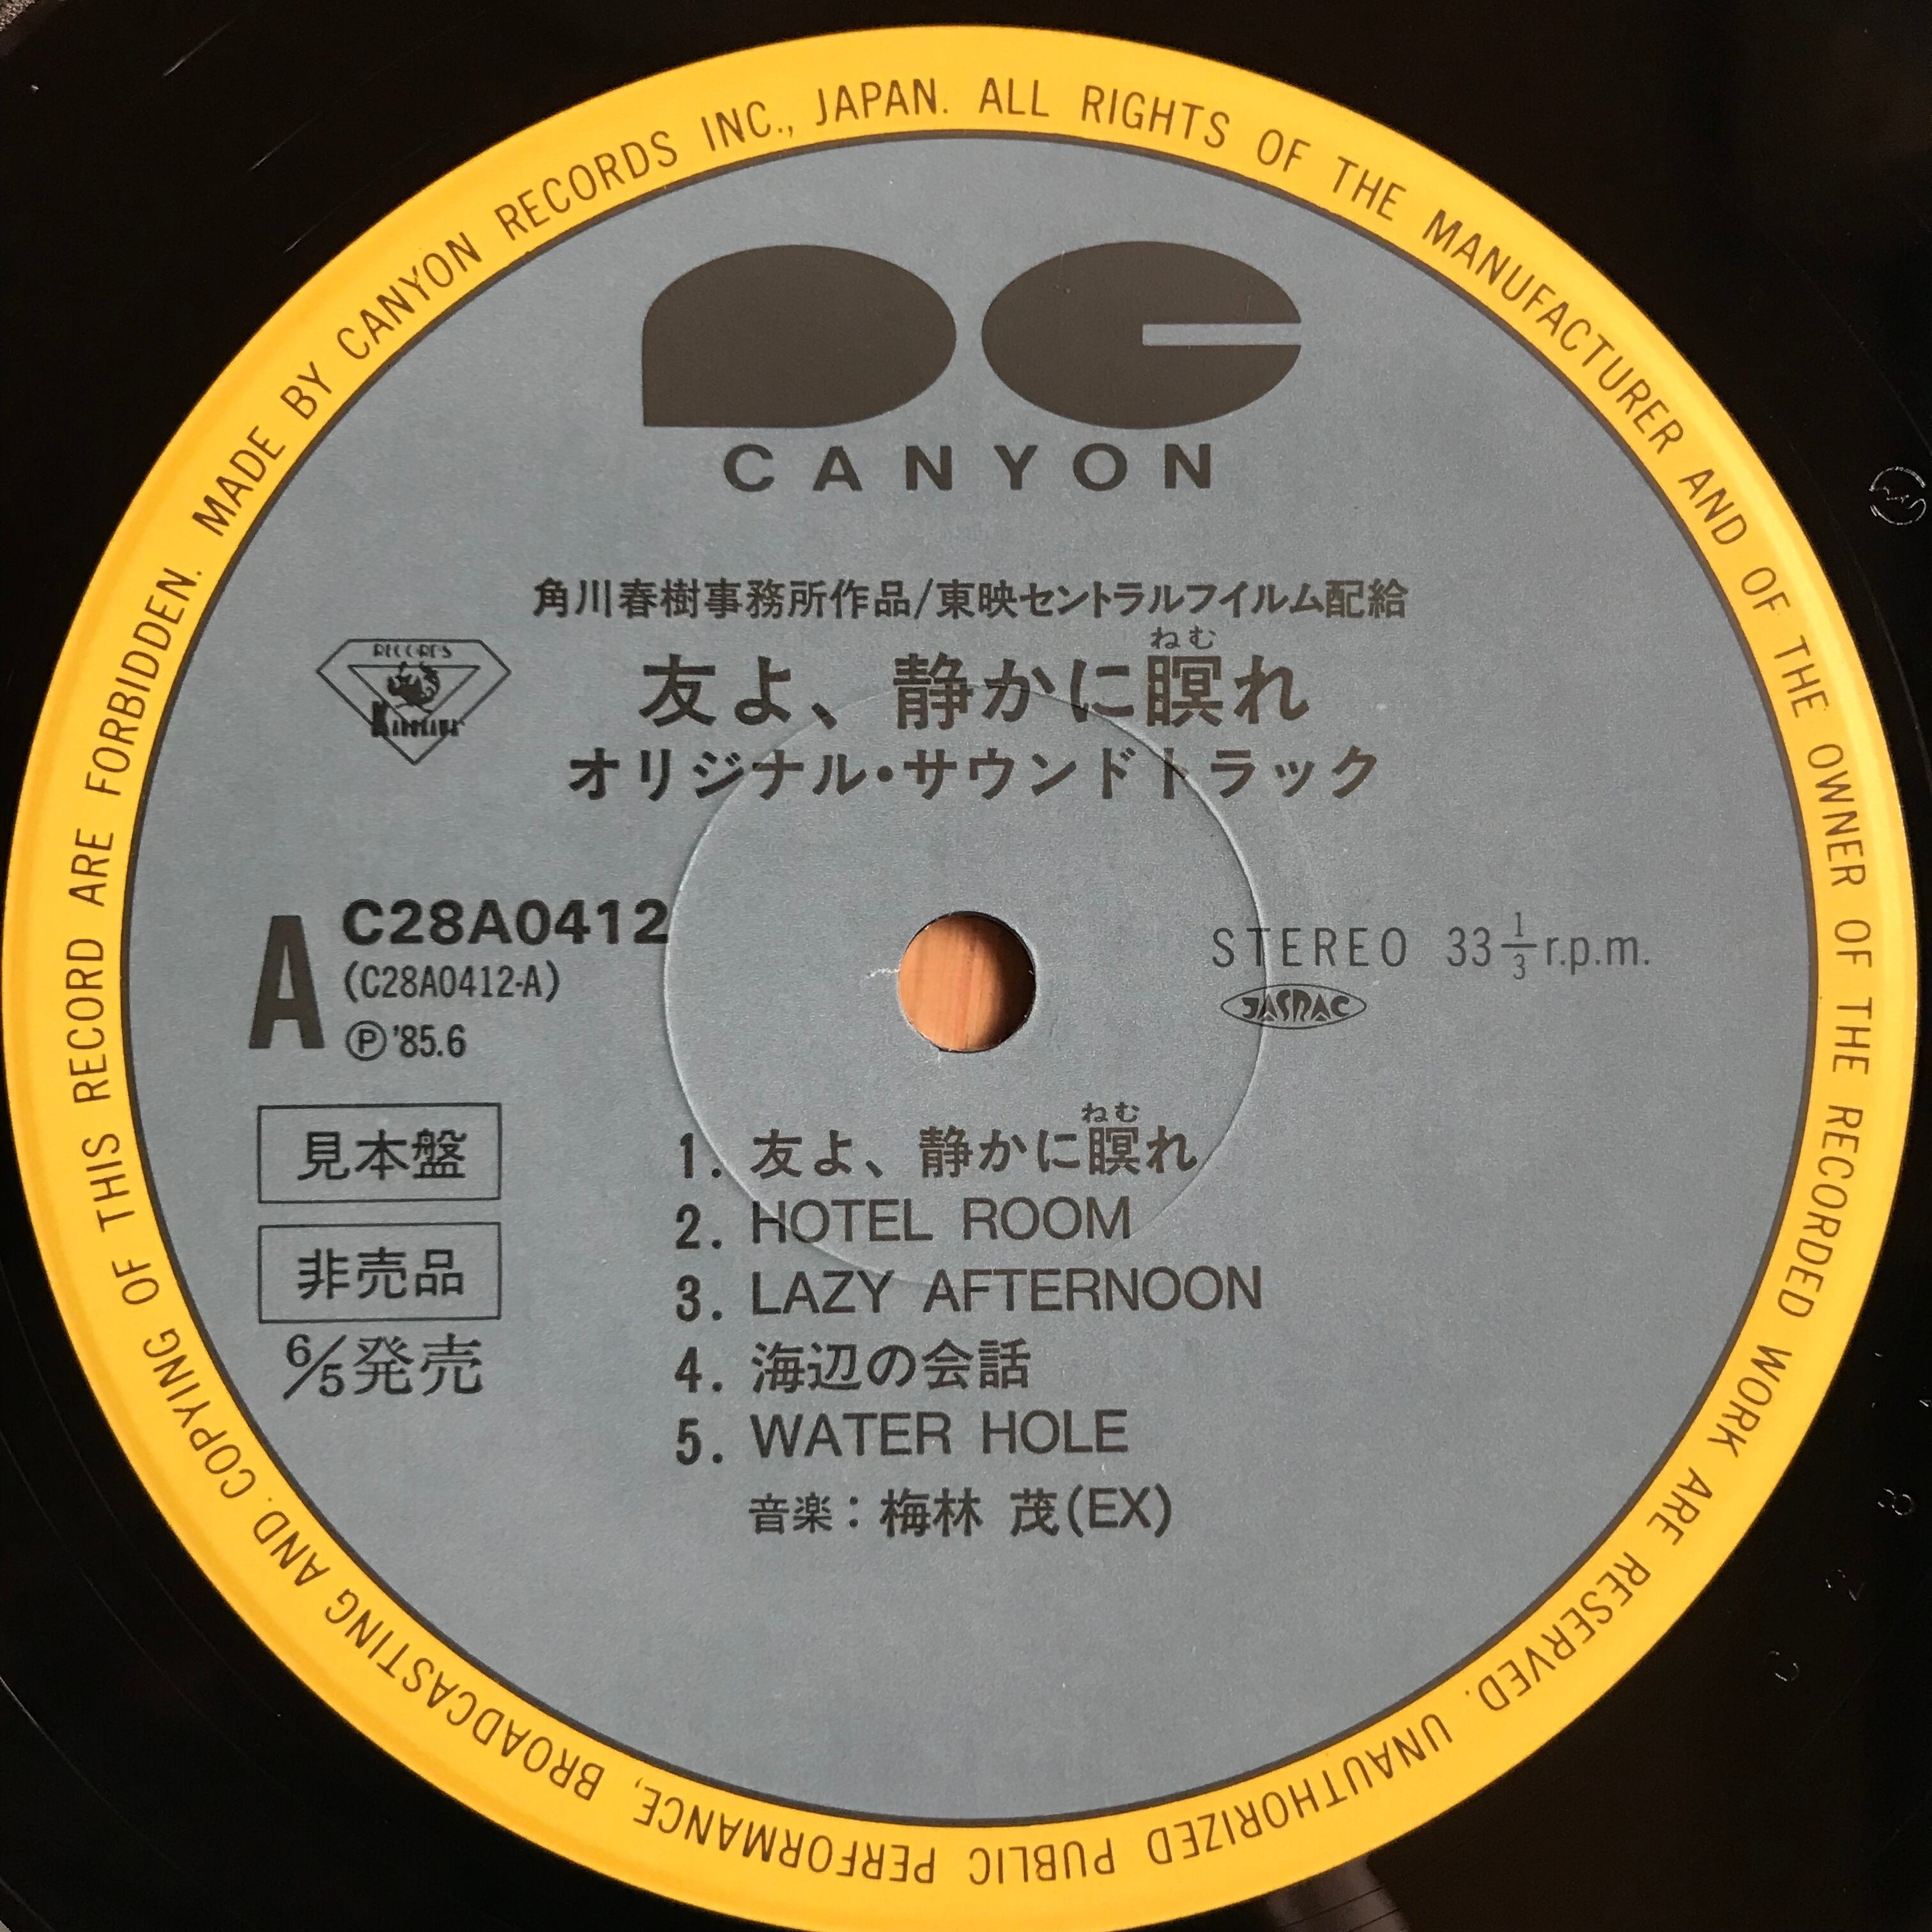 MADE BY CANYON RECORDS INC., JAPAN. ALL RIGHTS OF THE MANUFACTURER AND OF THE OWNER OF THE RECORDED WORK ARE RESERVED. UNAUTHORIZED PUBLIC PERFORMANCE, BROADCASTING AND COPYING OF THIS RECORD ARE FORBIDDEN.
CANYON
角川春樹事務所作品/東映セントラルフイルム配給
RECORDS
KADOKAWA
ねむ
友よ、静かに瞑れ
オリジナル・サウンドトラック
A
C28A0412
(C28A0412-A)
Ⓟ'85.6
STEREO 33 1/3 r.p.m.
JASRAC
見本盤
非売品
6/5発売
ねむ
1. 友よ、静かに瞑れ
2. HOTEL ROOM
3. LAZY AFTERNOON
4. 海辺の会話
5. WATER HOLE
音楽：梅林 茂(EX)